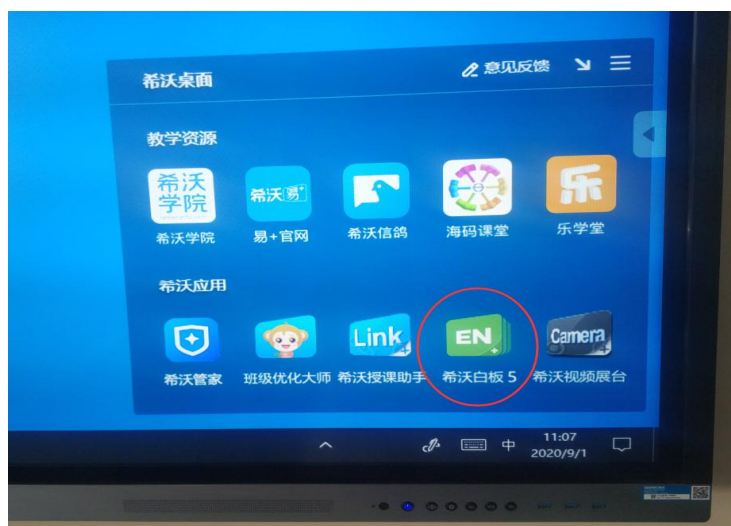 希沃桌面
意见反馈
教学资源
希沃
学院
希沃易+
乐
希沃学院
易+官网
希沃信鸽
海码课堂
乐学堂
希沃应用
Link
EN
Camera
希沃管家
班级优化大师
希沃授课助手
希沃白板 5
希沃视频展台
中
11:07
2020/9/1